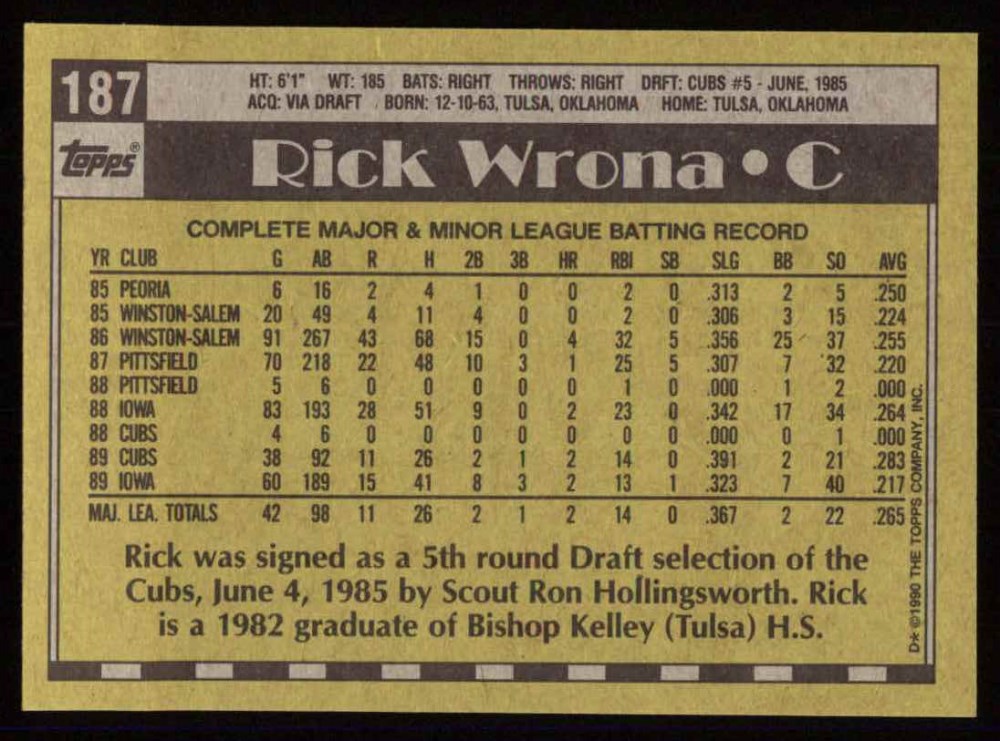 187
HT: 6'1" WT: 185 BATS: RIGHT THROWS: RIGHT DRFT: CUBS #5 - JUNE, 1985
ACQ: VIA DRAFT BORN: 12-10-63, TULSA, OKLAHOMA HOME: TULSA, OKLAHOMA
topps®
Rick Wrona • C
COMPLETE MAJOR & MINOR LEAGUE BATTING RECORD
YR CLUB G AB R H 2B 3B HR RBI SB SLG BB SO AVG
85 PEORIA 6 16 2 4 1 0 0 2 0 .313 2 5 .250
85 WINSTON-SALEM 20 49 4 11 4 0 0 2 0 .306 3 15 .224
86 WINSTON-SALEM 91 267 43 68 15 0 4 32 5 .356 25 37 .255
87 PITTSFIELD 70 218 22 48 10 3 1 25 5 .307 7 32 .220
88 PITTSFIELD 5 6 0 0 0 0 0 1 0 .000 1 2 .000
88 IOWA 83 193 28 51 9 0 2 23 0 .342 17 34 .264
88 CUBS 4 6 0 0 0 0 0 0 0 .000 0 1 .000
89 CUBS 38 92 11 26 2 1 2 14 0 .391 2 21 .283
89 IOWA 60 189 15 41 8 3 2 13 1 .323 7 40 .217
MAJ. LEA. TOTALS 42 98 11 26 2 1 2 14 0 .367 2 22 .265
Rick was signed as a 5th round Draft selection of the
Cubs, June 4, 1985 by Scout Ron Hollingsworth. Rick
is a 1982 graduate of Bishop Kelley (Tulsa) H.S.
D* ©1990 THE TOPPS COMPANY, INC.